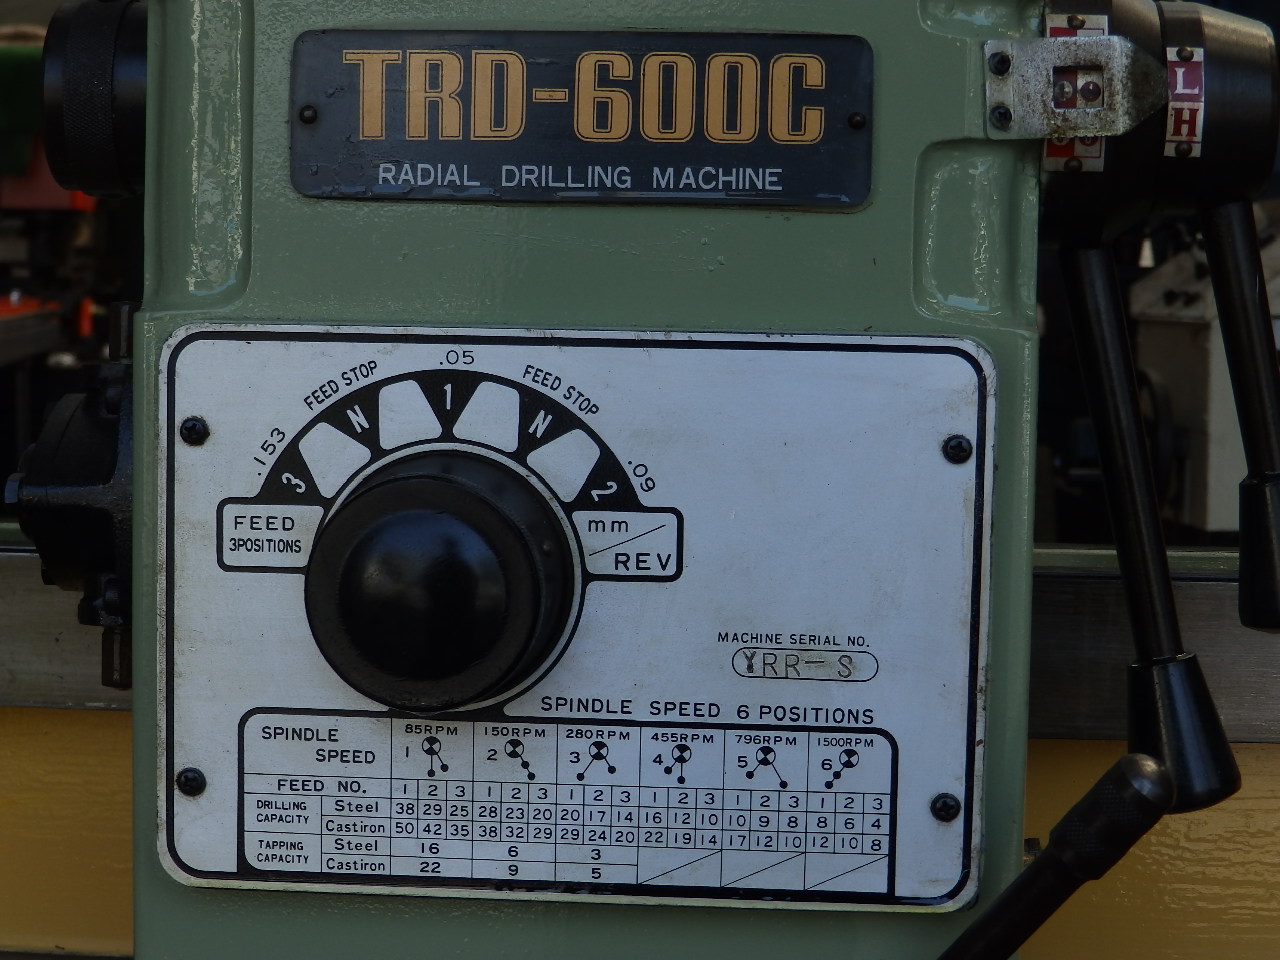 TRD-600C
RADIAL DRILLING MACHINE
L
H
.05
FEED STOP
FEED STOP
.153
.09
3 N 1 N 2
FEED
3POSITIONS
mm
REV
MACHINE SERIAL NO.
YRR-S
SPINDLE SPEED 6 POSITIONS
SPINDLE SPEED 85RPM 150RPM 280RPM 455RPM 796RPM 1500RPM
1 2 3 4 5 6
FEED NO. 1 2 3 1 2 3 1 2 3 1 2 3 1 2 3 1 2 3
DRILLING CAPACITY Steel 38 29 25 28 23 20 20 17 14 16 12 10 10 9 8 8 6 4
Castiron 50 42 35 38 32 29 29 24 20 22 19 14 17 12 10 12 10 8
TAPPING CAPACITY Steel 16 6 3
Castiron 22 9 5